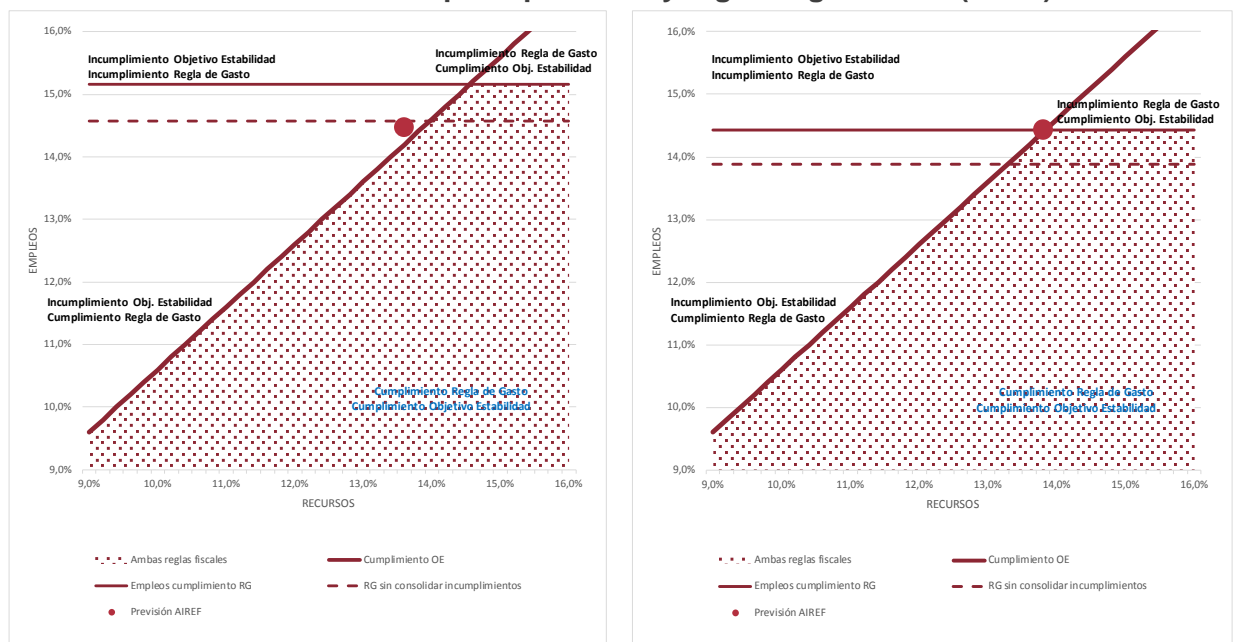 16,0%
Incumplimiento Objetivo Estabilidad
Incumplimiento Regla de Gasto
Incumplimiento Regla de Gasto
Cumplimiento Obj. Estabilidad
15,0%
14,0%
13,0%
EMPLEOS
12,0%
Incumplimiento Obj. Estabilidad
Cumplimiento Regla de Gasto
11,0%
Cumplimiento Regla de Gasto
Cumplimiento Objetivo Estabilidad
10,0%
9,0%
9,0% 10,0% 11,0% 12,0% 13,0% 14,0% 15,0% 16,0%
RECURSOS
Ambas reglas fiscales
Cumplimiento OE
Empleos cumplimiento RG
RG sin consolidar incumplimientos
Previsión AIREF
16,0%
Incumplimiento Objetivo Estabilidad
Incumplimiento Regla de Gasto
15,0%
Incumplimiento Regla de Gasto
Cumplimiento Obj. Estabilidad
14,0%
13,0%
EMPLEOS
12,0%
Incumplimiento Obj. Estabilidad
Cumplimiento Regla de Gasto
11,0%
Cumplimiento Regla de Gasto
Cumplimiento Objetivo Estabilidad
10,0%
9,0%
9,0% 10,0% 11,0% 12,0% 13,0% 14,0% 15,0% 16,0%
RECURSOS
Ambas reglas fiscales
Cumplimiento OE
Empleos cumplimiento RG
RG sin consolidar incumplimientos
Previsión AIREF